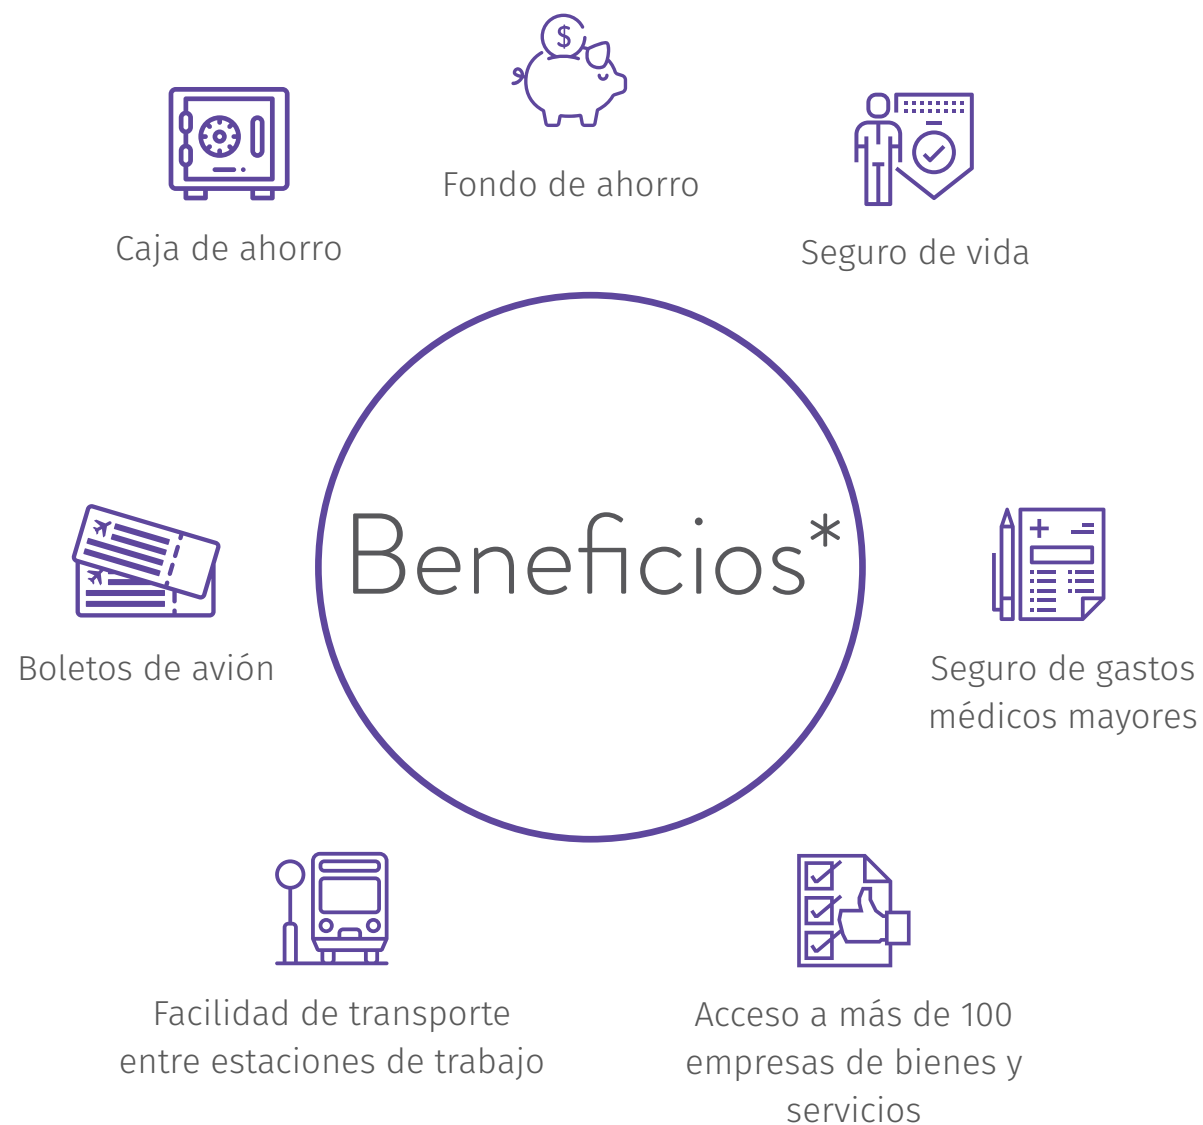 $
Fondo de ahorro
Caja de ahorro
Seguro de vida
Beneficios*
Boletos de avión
Seguro de gastos
médicos mayores
Facilidad de transporte
entre estaciones de trabajo
Acceso a más de 100
empresas de bienes y
servicios